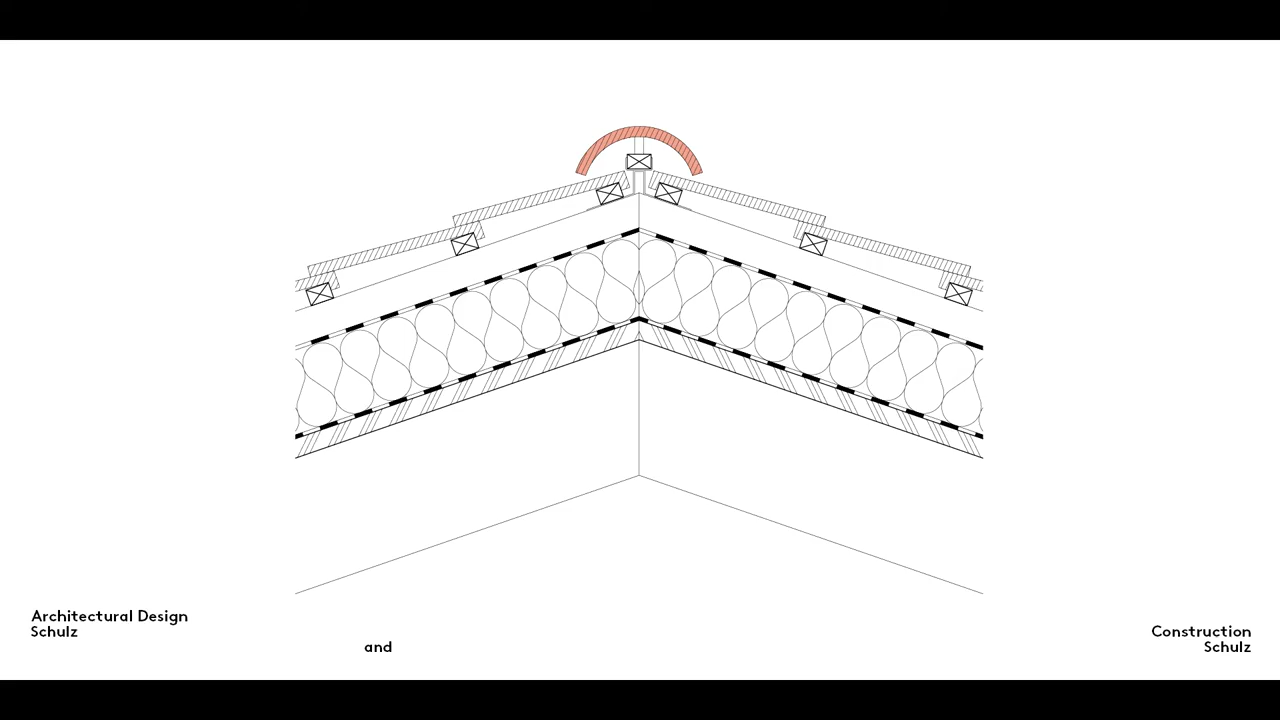 Architectural Design
Schulz
and
Construction
Schulz